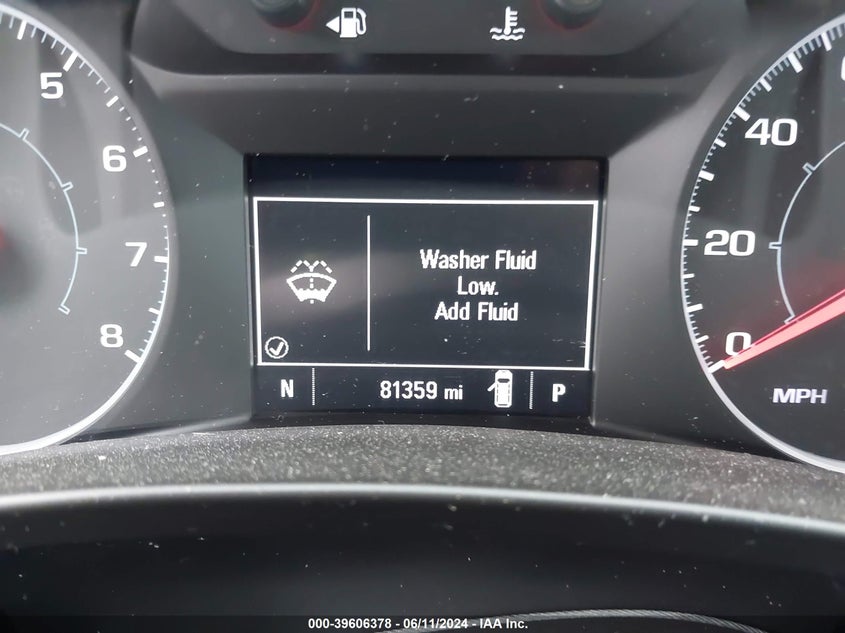 5
6
7
8
Washer Fluid
Low.
Add Fluid
N 81359 mi P
40
20
0
MPH
000-39606378 - 06/11/2024 - IAA Inc.